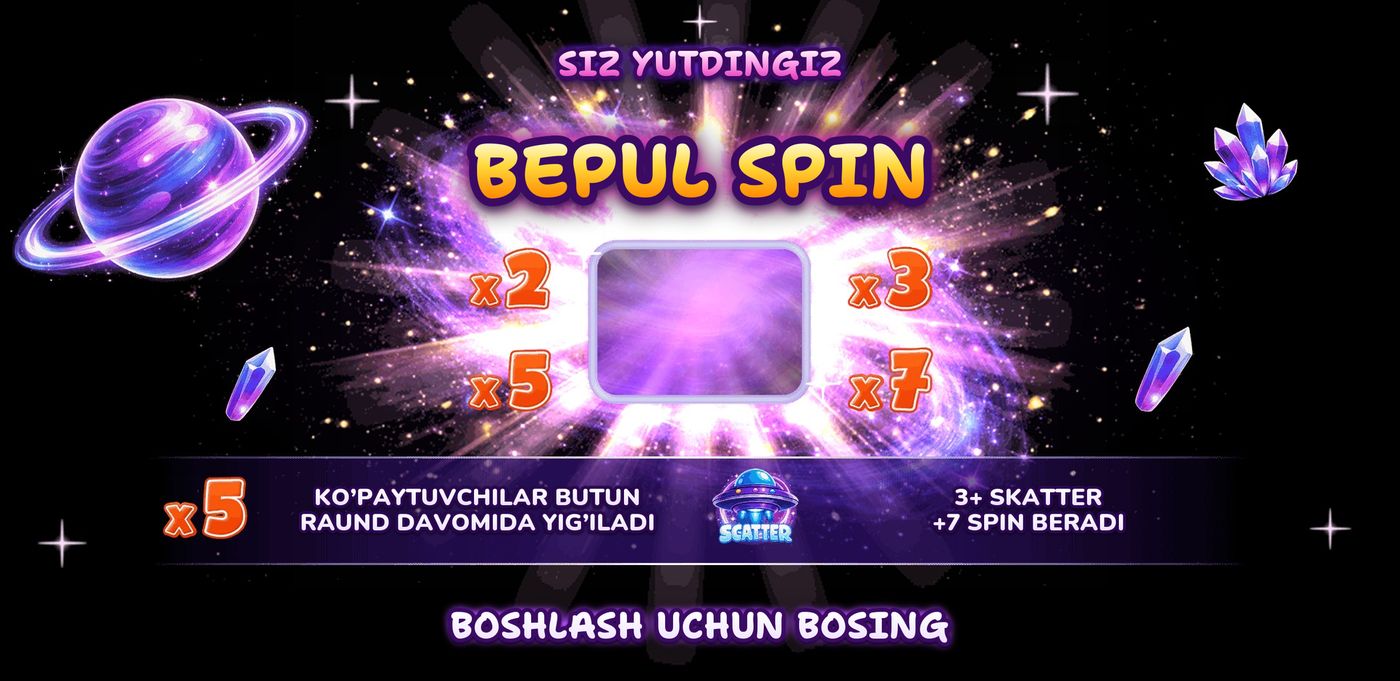 SIZ YUTDINGIZ
BEPUL SPIN
x2
x3
x5
x7
x5
KO'PAYTUVCHILAR BUTUN
RAUND DAVOMIDA YIG'ILADI
SCATTER
3+ SKATTER
+7 SPIN BERADI
BOSHLASH UCHUN BOSING